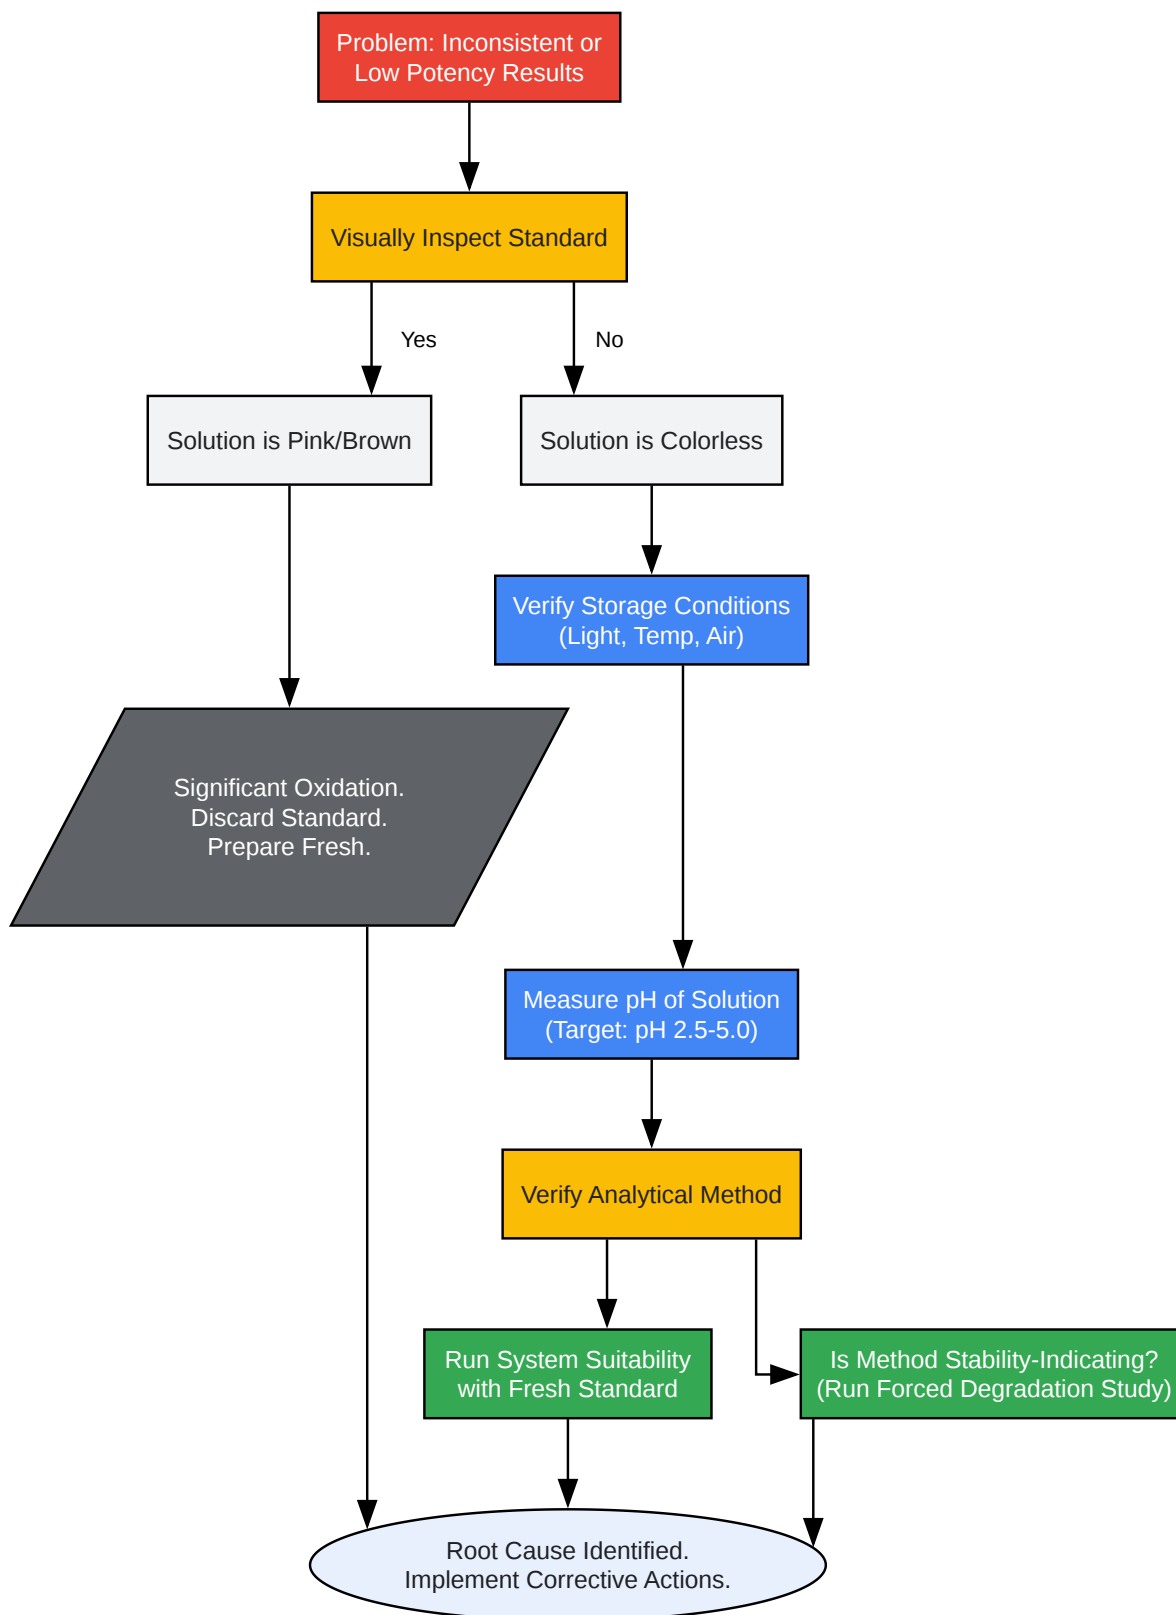 Problem: Inconsistent or
Low Potency Results
Visually Inspect Standard
Yes
No
Solution is Pink/Brown
Solution is Colorless
Verify Storage Conditions
(Light, Temp, Air)
Significant Oxidation.
Discard Standard.
Prepare Fresh.
Measure pH of Solution
(Target: pH 2.5-5.0)
Verify Analytical Method
Run System Suitability
with Fresh Standard
Is Method Stability-Indicating?
(Run Forced Degradation Study)
Root Cause Identified.
Implement Corrective Actions.